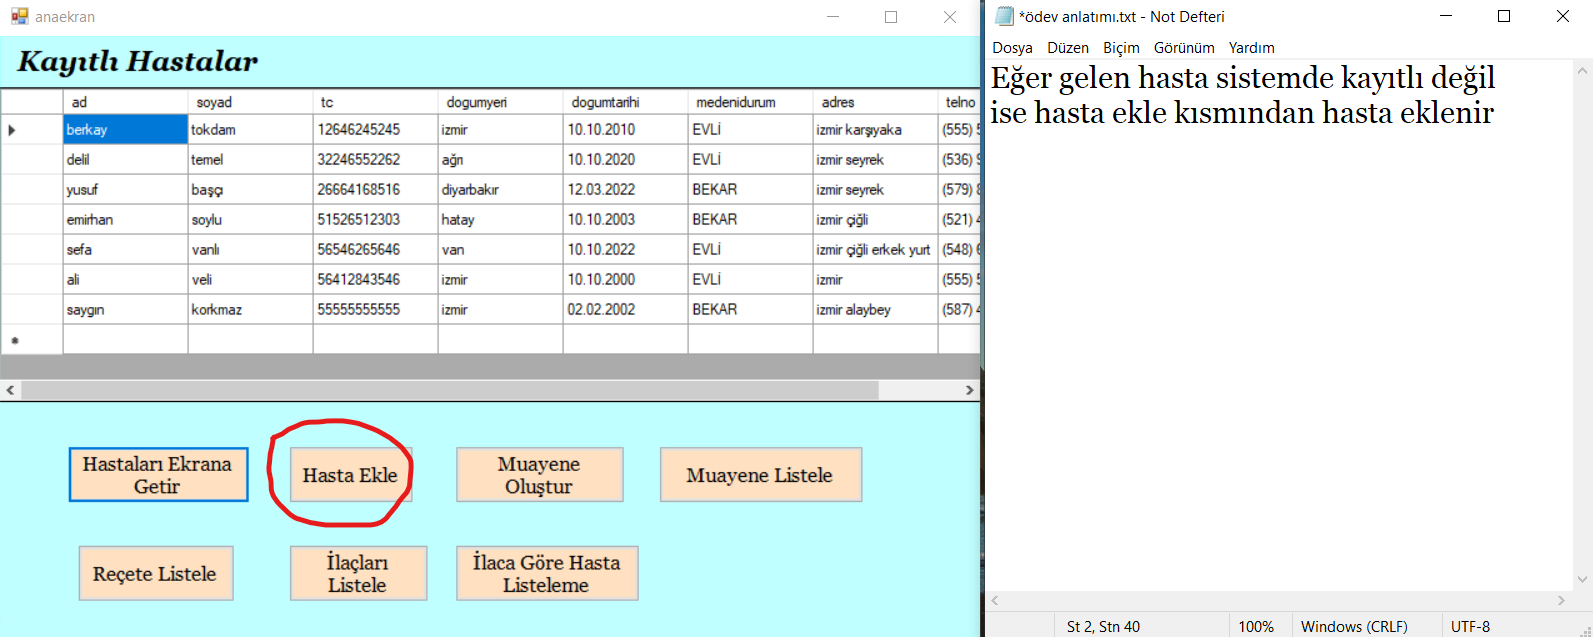 anaekran
Kayıtlı Hastalar
ad soyad tc dogumyeri dogumtarihi medenidurum adres telno
berkay tokdam 12646245245 izmir 10.10.2010 EVLİ izmir karşıyaka (555) 5
delil temel 32246552262 ağrı 10.10.2020 EVLİ izmir seyrek (536) 9
yusuf başçı 26664168516 diyarbakır 12.03.2022 BEKAR izmir seyrek (579) 8
emirhan soylu 51526512303 hatay 10.10.2003 BEKAR izmir çiğli (521) 4
sefa vanlı 56546265646 van 10.10.2022 EVLİ izmir çiğli erkek yurt (548) 6
ali veli 56412843546 izmir 10.10.2000 EVLİ izmir (555) 5
saygın korkmaz 55555555555 izmir 02.02.2002 BEKAR izmir alaybey (587) 4
Hastaları Ekrana
Getir
Hasta Ekle
Muayene
Oluştur
Muayene Listele
Reçete Listele
İlaçları
Listele
İlaca Göre Hasta
Listeleme
*ödev anlatımı.txt - Not Defteri
Dosya Düzen Biçim Görünüm Yardım
Eğer gelen hasta sistemde kayıtlı değil
ise hasta ekle kısmından hasta eklenir
St 2, Stn 40 100% Windows (CRLF) UTF-8